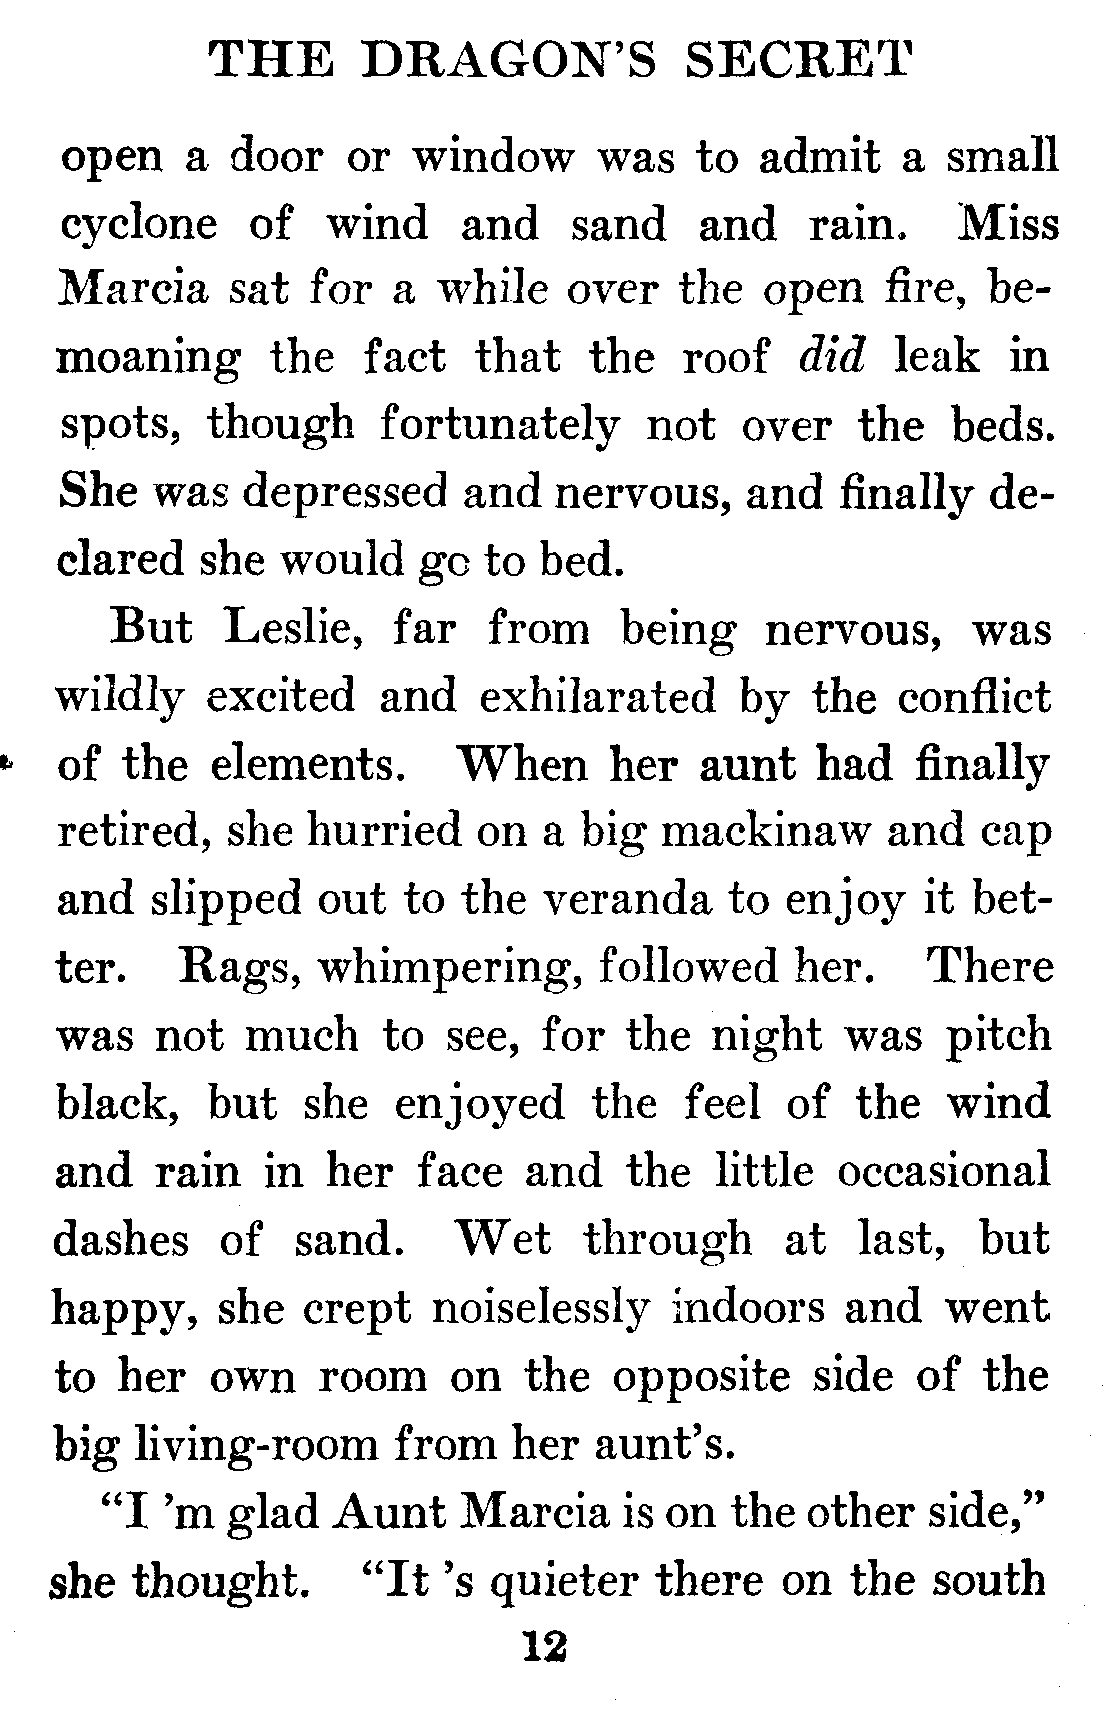 THE DRAGON'S SECRET
open a door or window was to admit a small
cyclone of wind and sand and rain. Miss
Marcia sat for a while over the open fire, be-
moaning the fact that the roof did leak in
spots, though fortunately not over the beds.
She was depressed and nervous, and finally de-
clared she would go to bed.
But Leslie, far from being nervous, was
wildly excited and exhilarated by the conflict
of the elements. When her aunt had finally
retired, she hurried on a big mackinaw and cap
and slipped out to the veranda to enjoy it bet-
ter. Rags, whimpering, followed her. There
was not much to see, for the night was pitch
black, but she enjoyed the feel of the wind
and rain in her face and the little occasional
dashes of sand. Wet through at last, but
happy, she crept noiselessly indoors and went
to her own room on the opposite side of the
big living-room from her aunt's.
"I 'm glad Aunt Marcia is on the other side,"
she thought. "It 's quieter there on the south
12